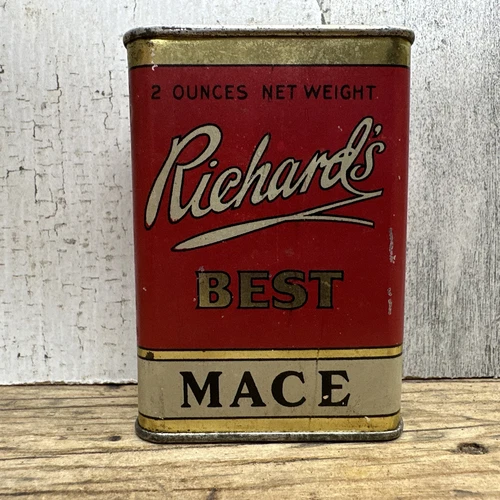 2 OUNCES NET WEIGHT
Richard's
BEST
MACE